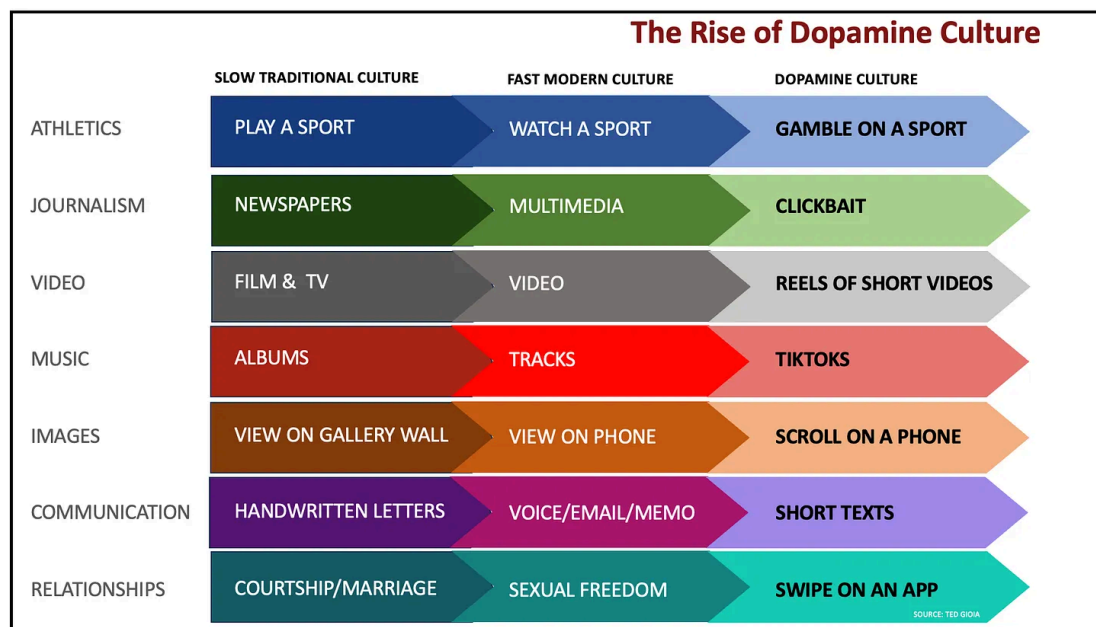 The Rise of Dopamine Culture
SLOW TRADITIONAL CULTURE FAST MODERN CULTURE DOPAMINE CULTURE
ATHLETICS PLAY A SPORT WATCH A SPORT GAMBLE ON A SPORT
JOURNALISM NEWSPAPERS MULTIMEDIA CLICKBAIT
VIDEO FILM & TV VIDEO REELS OF SHORT VIDEOS
MUSIC ALBUMS TRACKS TIKTOKS
IMAGES VIEW ON GALLERY WALL VIEW ON PHONE SCROLL ON A PHONE
COMMUNICATION HANDWRITTEN LETTERS VOICE/EMAIL/MEMO SHORT TEXTS
RELATIONSHIPS COURTSHIP/MARRIAGE SEXUAL FREEDOM SWIPE ON AN APP
SOURCE: TED GIOIA